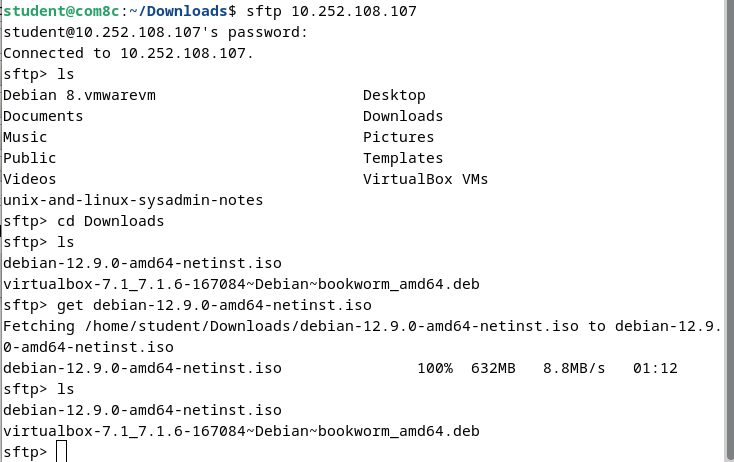 student@com8c:~/Downloads$ sftp 10.252.108.107
student@10.252.108.107's password:
Connected to 10.252.108.107.
sftp> ls
Debian 8.vmwarevm                       Desktop
Documents                               Downloads
Music                                   Pictures
Public                                  Templates
Videos                                  VirtualBox VMs
unix-and-linux-sysadmin-notes
sftp> cd Downloads
sftp> ls
debian-12.9.0-amd64-netinst.iso
virtualbox-7.1_7.1.6-167084~Debian~bookworm_amd64.deb
sftp> get debian-12.9.0-amd64-netinst.iso
Fetching /home/student/Downloads/debian-12.9.0-amd64-netinst.iso to debian-12.9.
0-amd64-netinst.iso
debian-12.9.0-amd64-netinst.iso               100%  632MB   8.8MB/s   01:12
sftp> ls
debian-12.9.0-amd64-netinst.iso
virtualbox-7.1_7.1.6-167084~Debian~bookworm_amd64.deb
sftp>